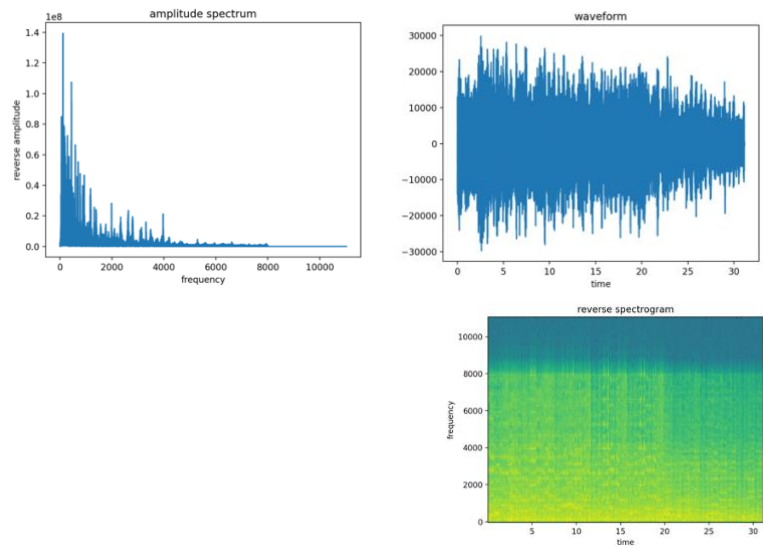 amplitude spectrum
1e8
1.4
1.2
1.0
0.8
0.6
0.4
0.2
0.0
reverse amplitude
0 2000 4000 6000 8000 10000
frequency
waveform
30000
20000
10000
0
−10000
−20000
−30000
0 5 10 15 20 25 30
time
reverse spectrogram
10000
8000
6000
4000
2000
0
frequency
5 10 15 20 25 30
time